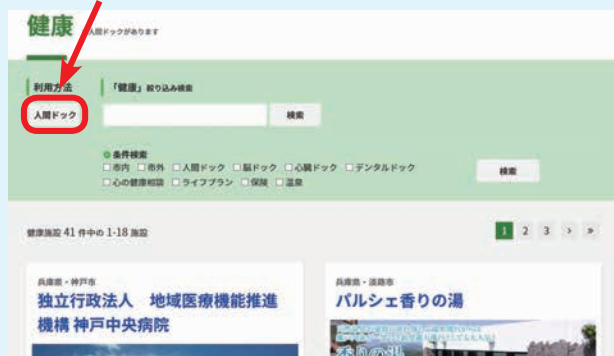 健康
人間ドックがあります
利用方法
「健康」絞り込み検索
人間ドック
検索
条件検索
市内 市外 人間ドック 脳ドック 心臓ドック デンタルドック
心の健康相談 ライフプラン 保険 温泉
検索
健康施設 41 件中の 1-18 施設
1 2 3 › »
兵庫県・神戸市
独立行政法人 地域医療機能推進
機構 神戸中央病院
兵庫県・淡路市
パルシェ香りの湯
香りの湯